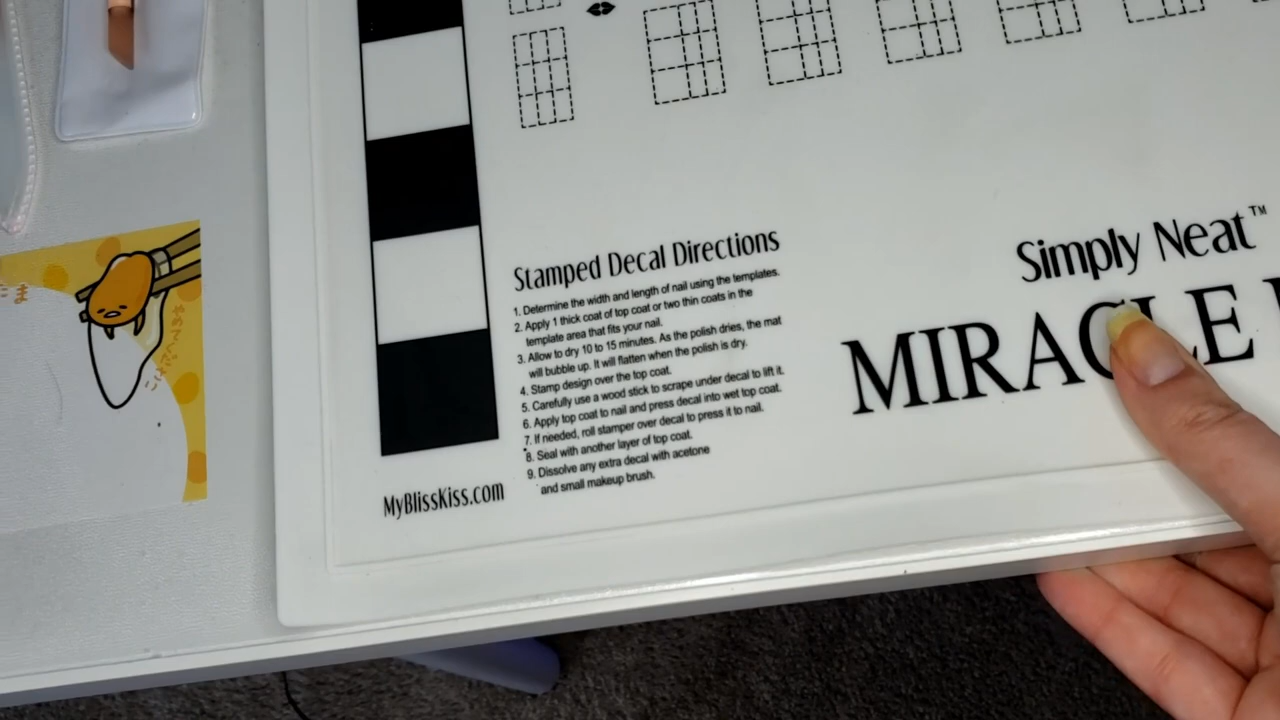 Stamped Decal Directions
1. Determine the width and length of nail using the templates.
2. Apply 1 thick coat of top coat or two thin coats in the
template area that fits your nail.
3. Allow to dry 10 to 15 minutes. As the polish dries, the mat
will bubble up. It will flatten when the polish is dry.
4. Stamp design over the top coat.
5. Carefully use a wood stick to scrape under decal to lift it.
6. Apply top coat to nail and press decal into wet top coat.
7. If needed, roll stamper over decal to press it to nail.
8. Seal with another layer of top coat.
9. Dissolve any extra decal with acetone
and small makeup brush.
MyBlissKiss.com
Simply Neat™
MIRACLE